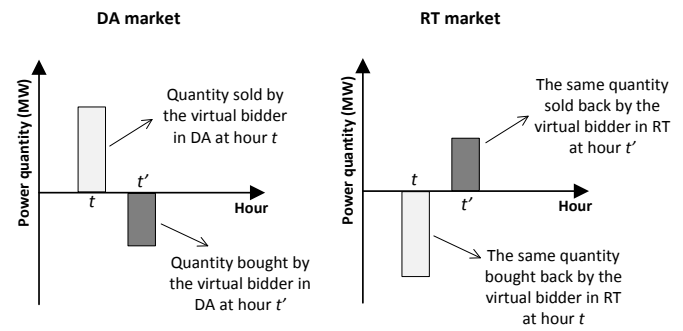 DA market
RT market
Power quantity (MW)
Quantity sold by
the virtual bidder
in DA at hour t
t'
t
Hour
Quantity bought by
the virtual bidder in
DA at hour t'
Power quantity (MW)
The same quantity
sold back by the
virtual bidder in RT
at hour t'
t
t'
Hour
The same quantity
bought back by the
virtual bidder in RT
at hour t